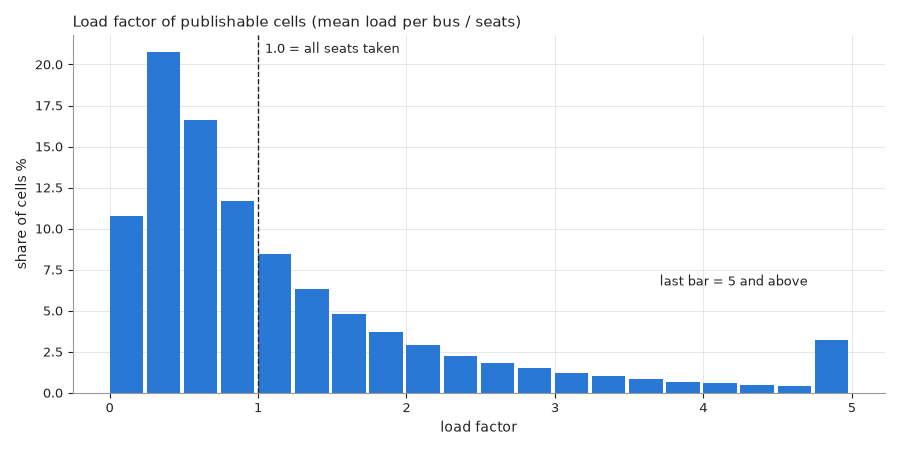 Load factor of publishable cells (mean load per bus / seats)
1.0 = all seats taken
last bar = 5 and above
share of cells %
20.0
17.5
15.0
12.5
10.0
7.5
5.0
2.5
0.0
0 1 2 3 4 5
load factor